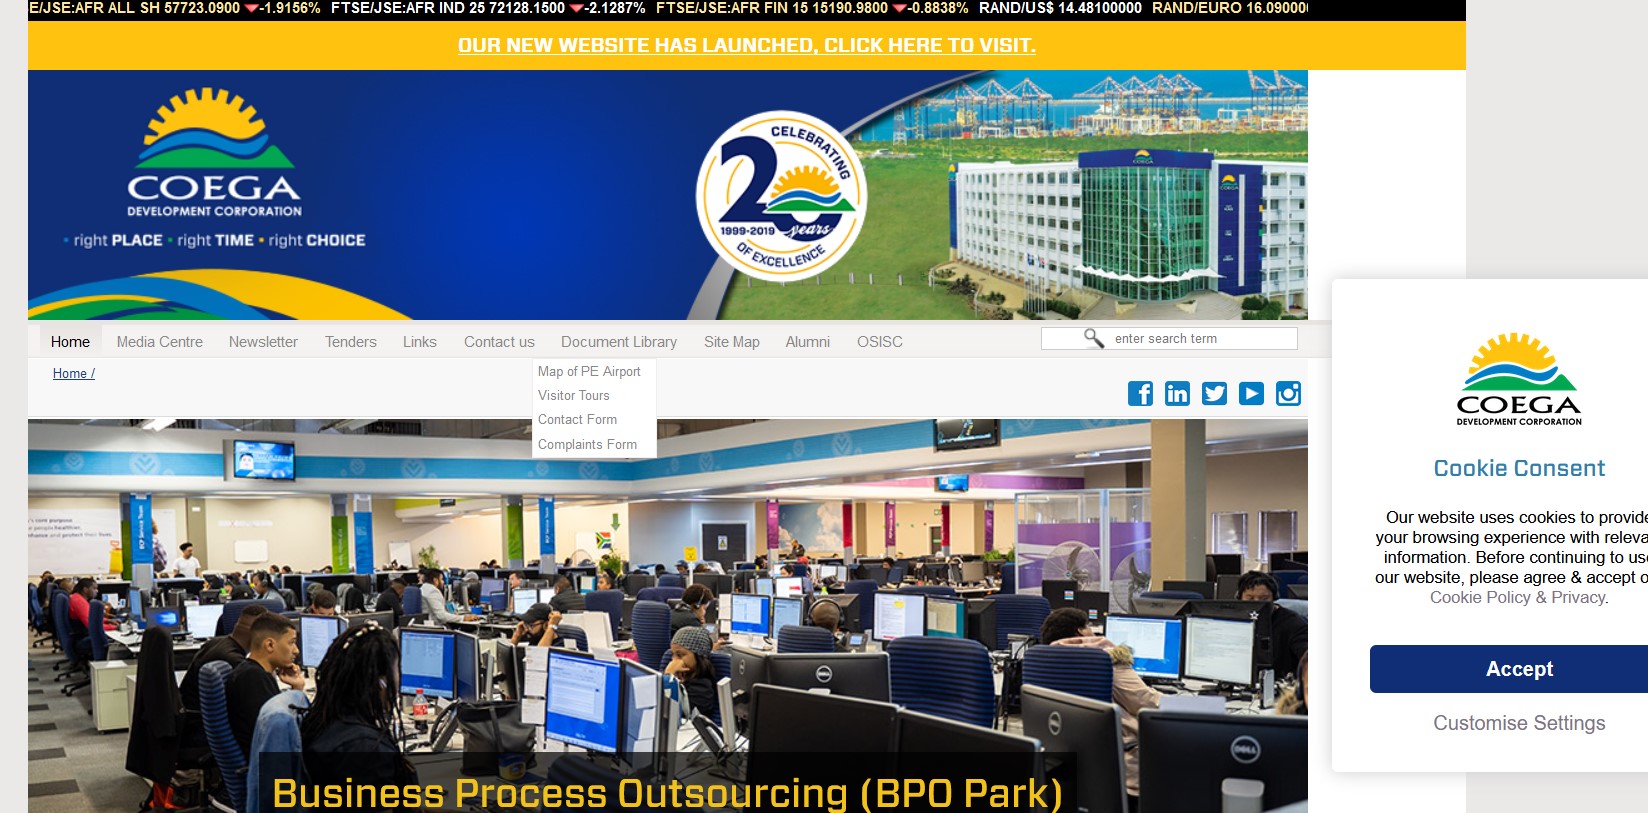 E/JSE:AFR ALL SH 57723.0900 -1.9156% FTSE/JSE:AFR IND 25 72128.1500 -2.1287% FTSE/JSE:AFR FIN 15 15190.9800 -0.8838% RAND/US$ 14.48100000 RAND/EURO 16.09000
OUR NEW WEBSITE HAS LAUNCHED, CLICK HERE TO VISIT.
COEGA
DEVELOPMENT CORPORATION
• right PLACE • right TIME • right CHOICE
CELEBRATING
20
1999-2019 years
OF EXCELLENCE
COEGA
Home Media Centre Newsletter Tenders Links Contact us Document Library Site Map Alumni OSISC
enter search term
Home /
Map of PE Airport
Visitor Tours
Contact Form
Complaints Form
Business Process Outsourcing (BPO Park)
DELL
DELL
COEGA
DEVELOPMENT CORPORATION
Cookie Consent
Our website uses cookies to provide
your browsing experience with releva
information. Before continuing to us
our website, please agree & accept o
Cookie Policy & Privacy.
Accept
Customise Settings